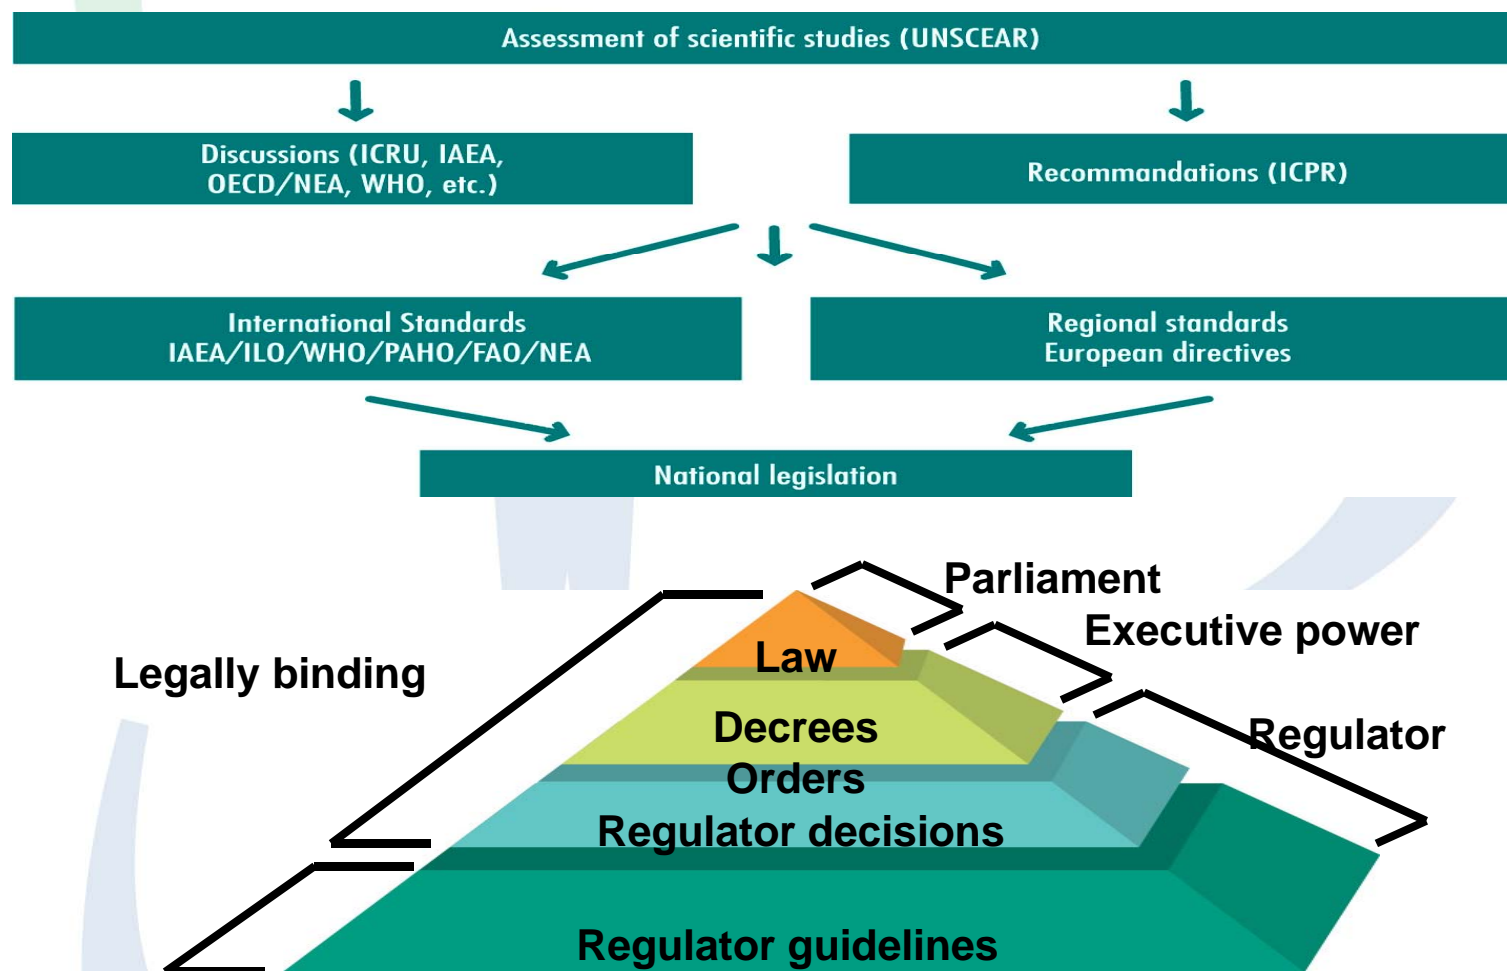 Assessment of scientific studies (UNSCEAR)
Discussions (ICRU, IAEA,
OECD/NEA, WHO, etc.)
Recommandations (ICPR)
International Standards
IAEA/ILO/WHO/PAHO/FAO/NEA
Regional standards
European directives
National legislation
Parliament
Executive power
Law
Legally binding
Decrees
Regulator
Orders
Regulator decisions
Regulator guidelines